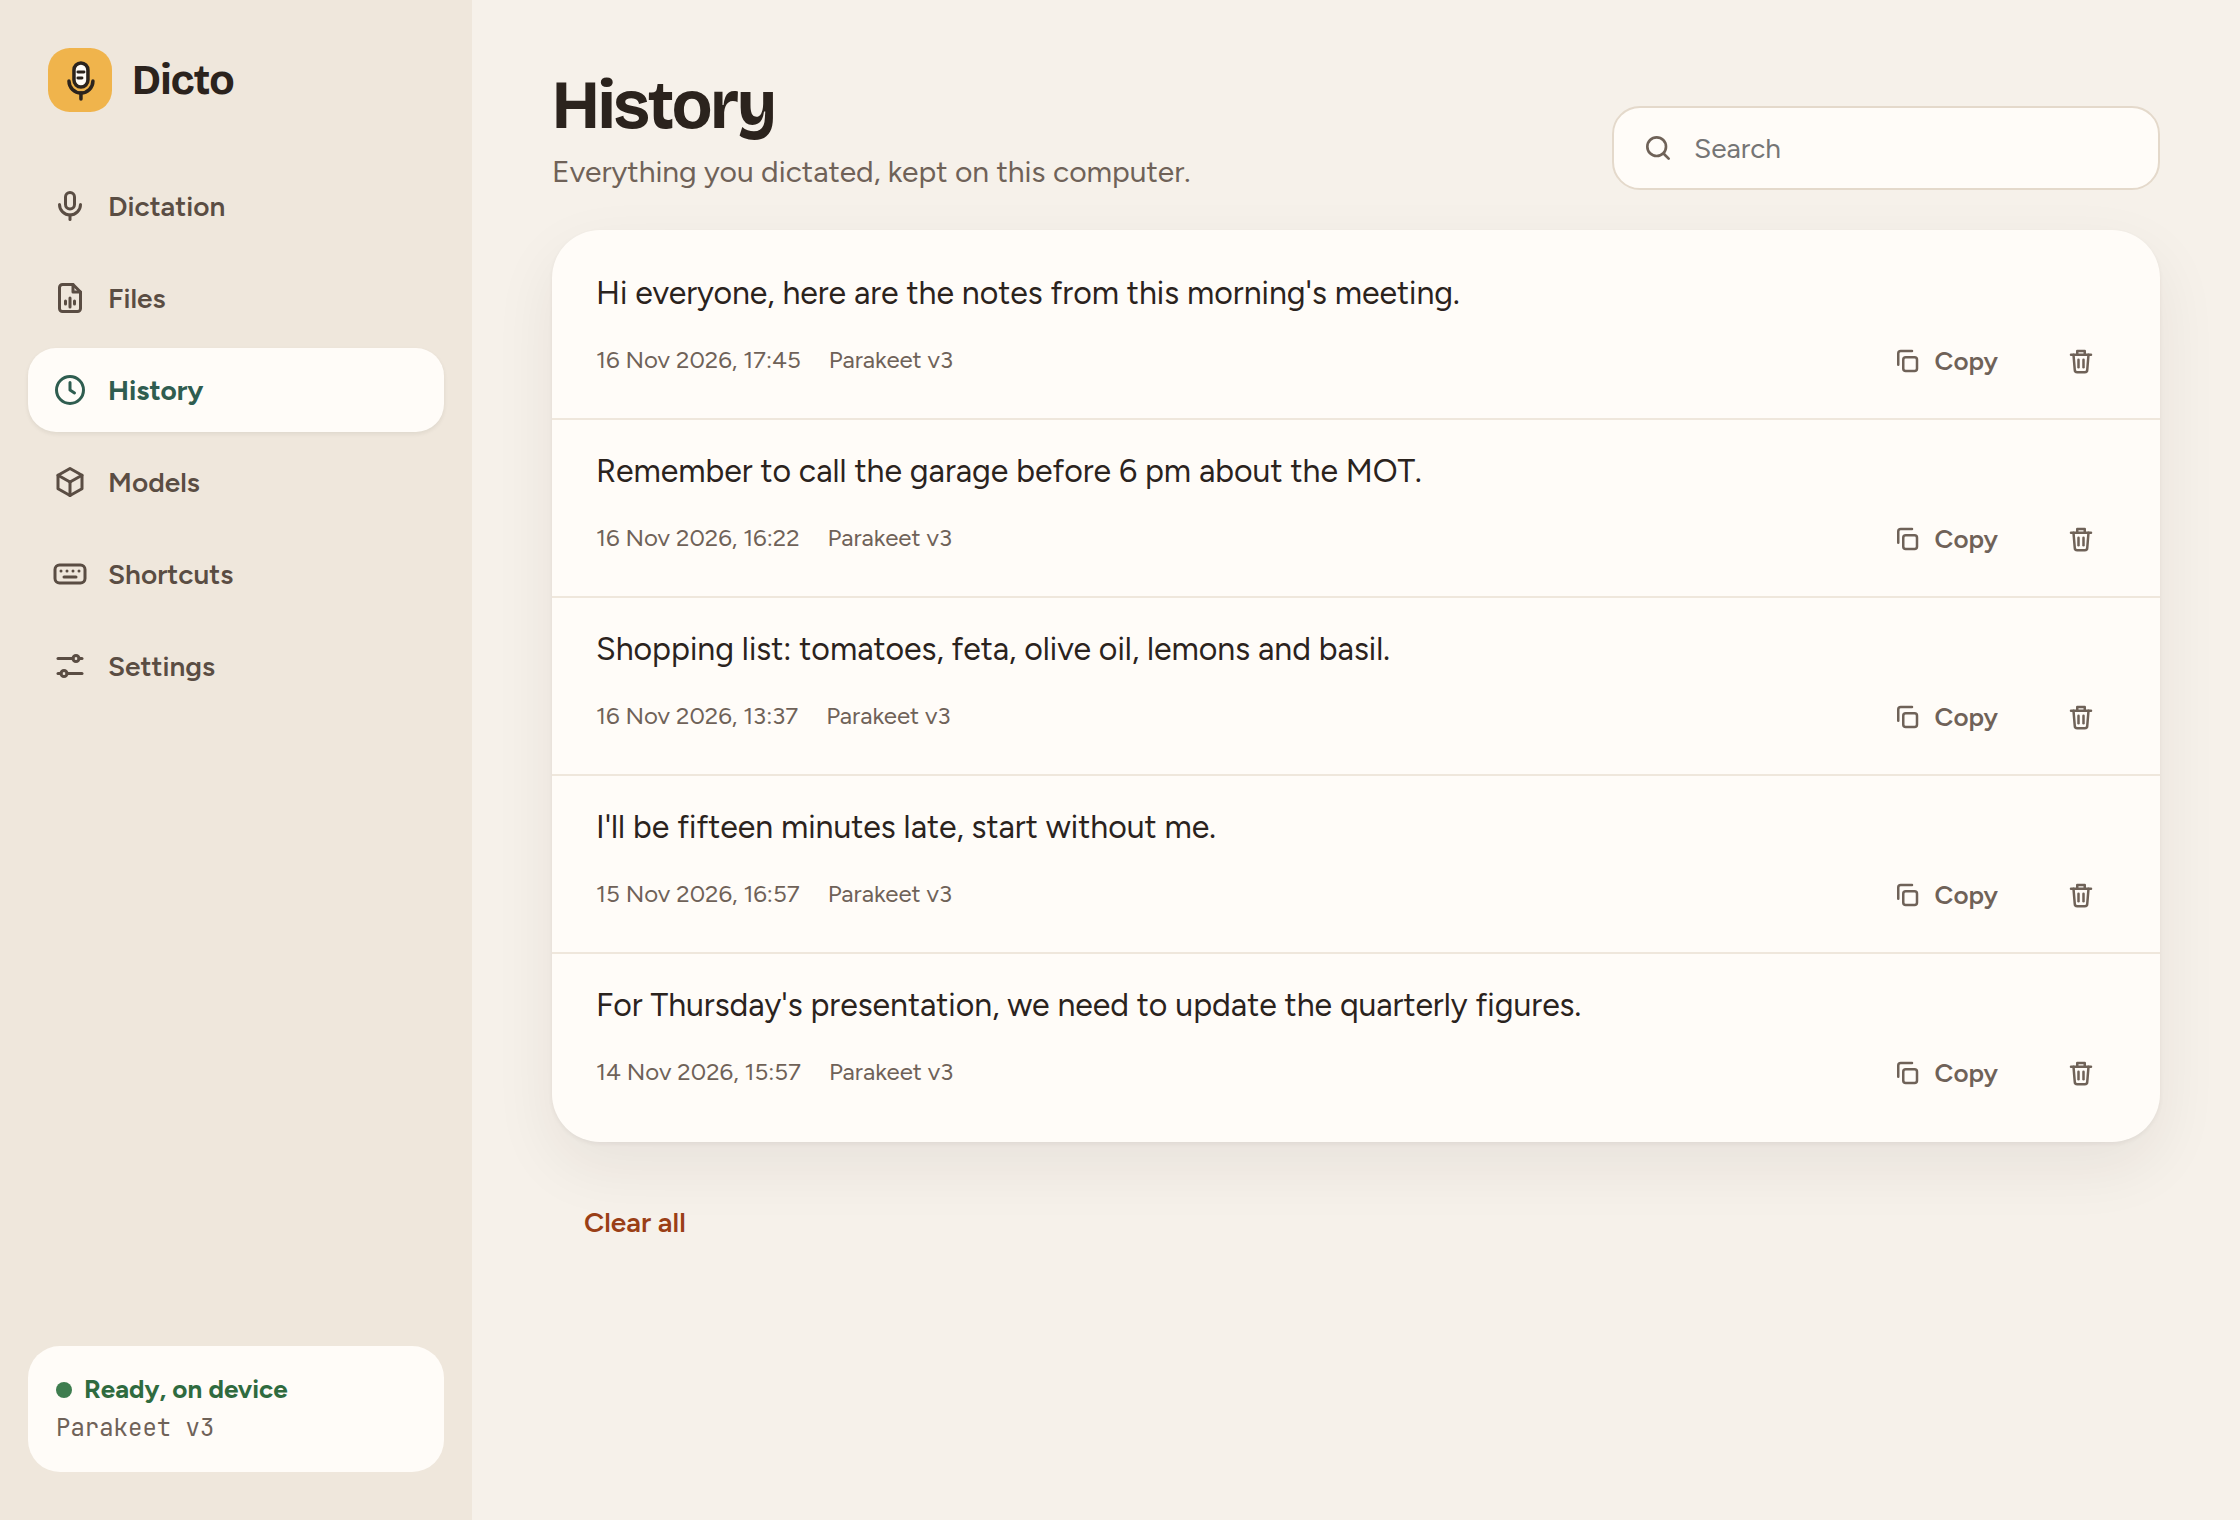 Dicto
Dictation
Files
History
Models
Shortcuts
Settings
Ready, on device
Parakeet v3
History
Everything you dictated, kept on this computer.
Search
Hi everyone, here are the notes from this morning's meeting.
16 Nov 2026, 17:45 Parakeet v3 Copy
Remember to call the garage before 6 pm about the MOT.
16 Nov 2026, 16:22 Parakeet v3 Copy
Shopping list: tomatoes, feta, olive oil, lemons and basil.
16 Nov 2026, 13:37 Parakeet v3 Copy
I'll be fifteen minutes late, start without me.
15 Nov 2026, 16:57 Parakeet v3 Copy
For Thursday's presentation, we need to update the quarterly figures.
14 Nov 2026, 15:57 Parakeet v3 Copy
Clear all